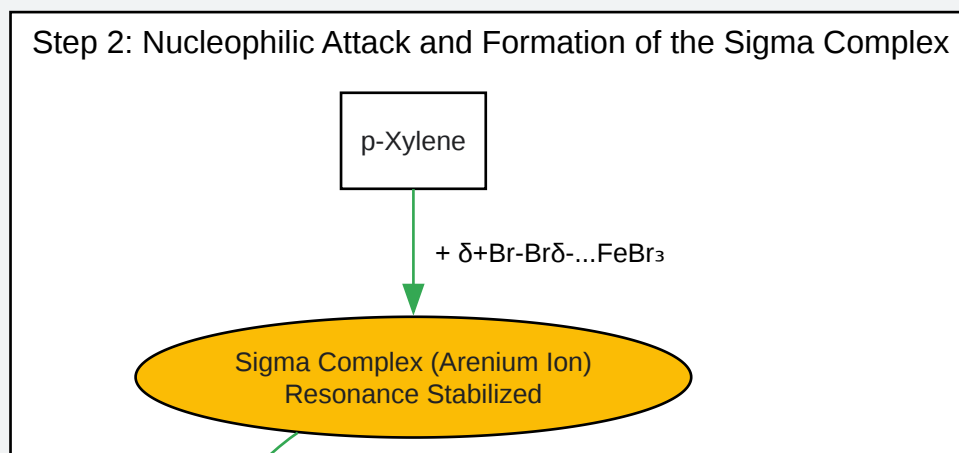 Step 2: Nucleophilic Attack and Formation of the Sigma Complex
p-Xylene
+ δ+Br-Brδ-...FeBr₃
Sigma Complex (Arenium Ion)
Resonance Stabilized